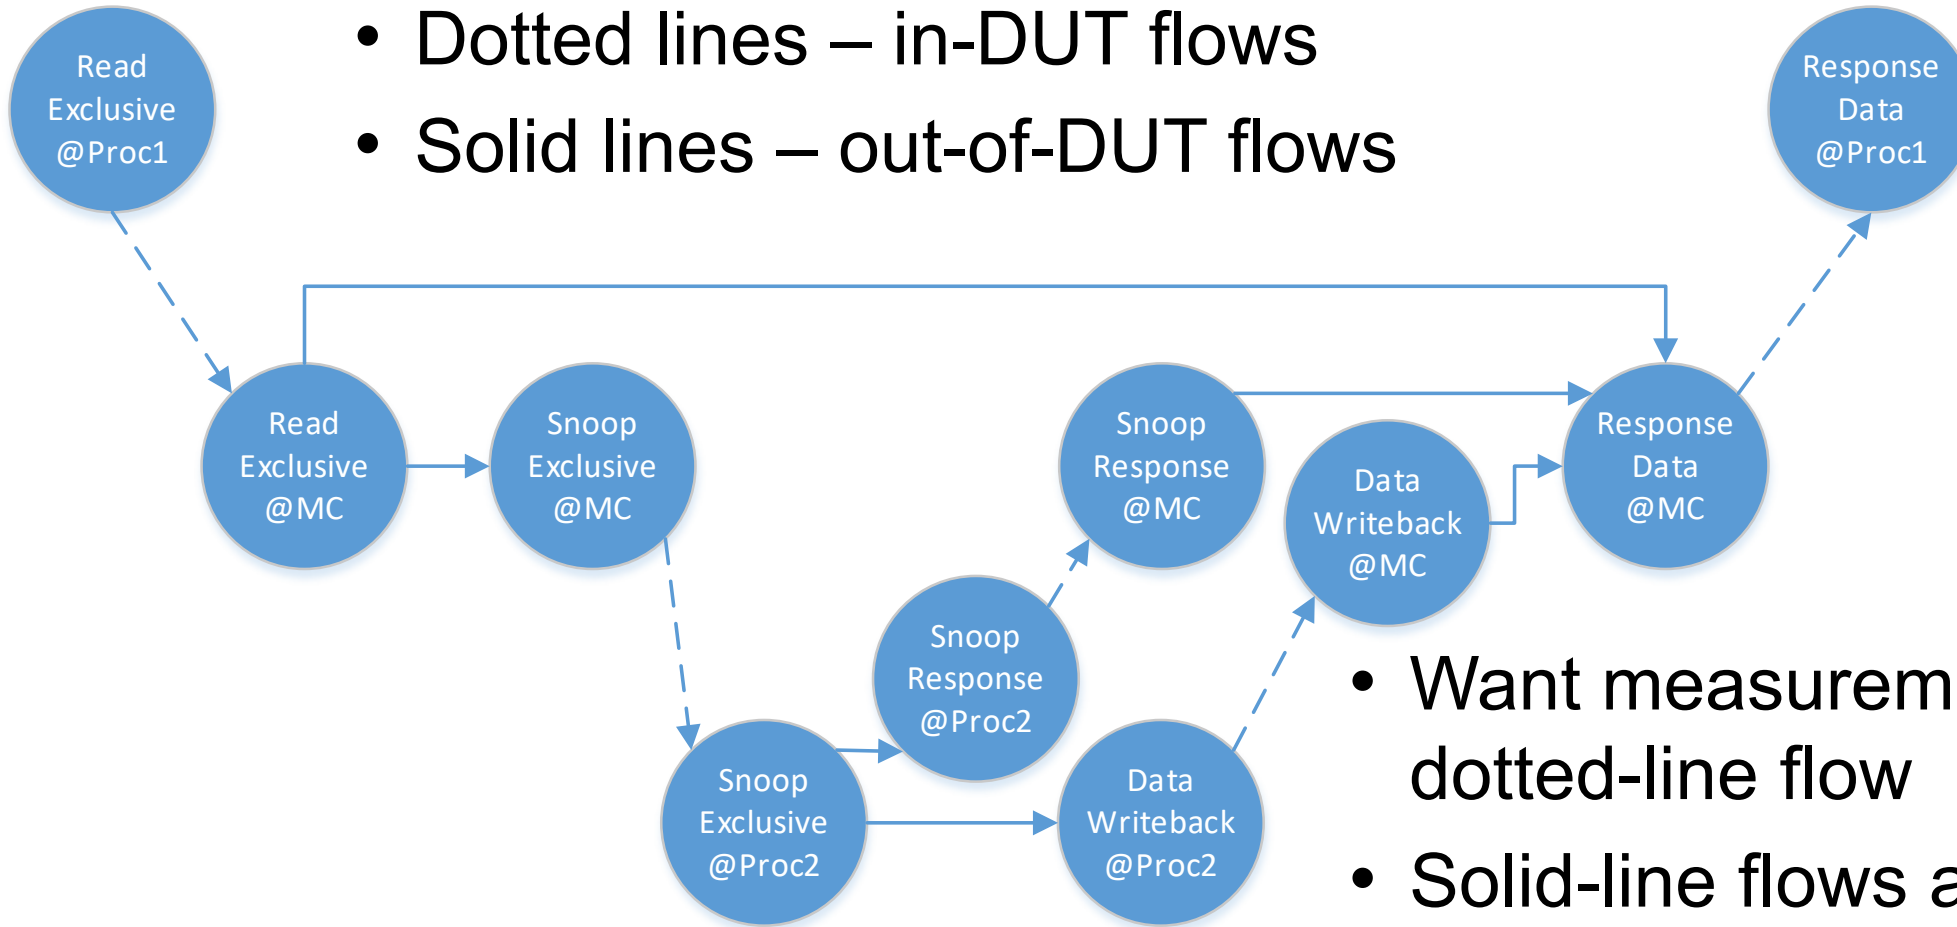 • Dotted lines – in-DUT flows
• Solid lines – out-of-DUT flows
Read
Exclusive
@Proc1
Response
Data
@Proc1
Read
Exclusive
@MC
Snoop
Exclusive
@MC
Snoop
Response
@MC
Data
Writeback
@MC
Response
Data
@MC
Snoop
Response
@Proc2
Snoop
Exclusive
@Proc2
Data
Writeback
@Proc2
• Want measurem
dotted-line flow
• Solid-line flows a